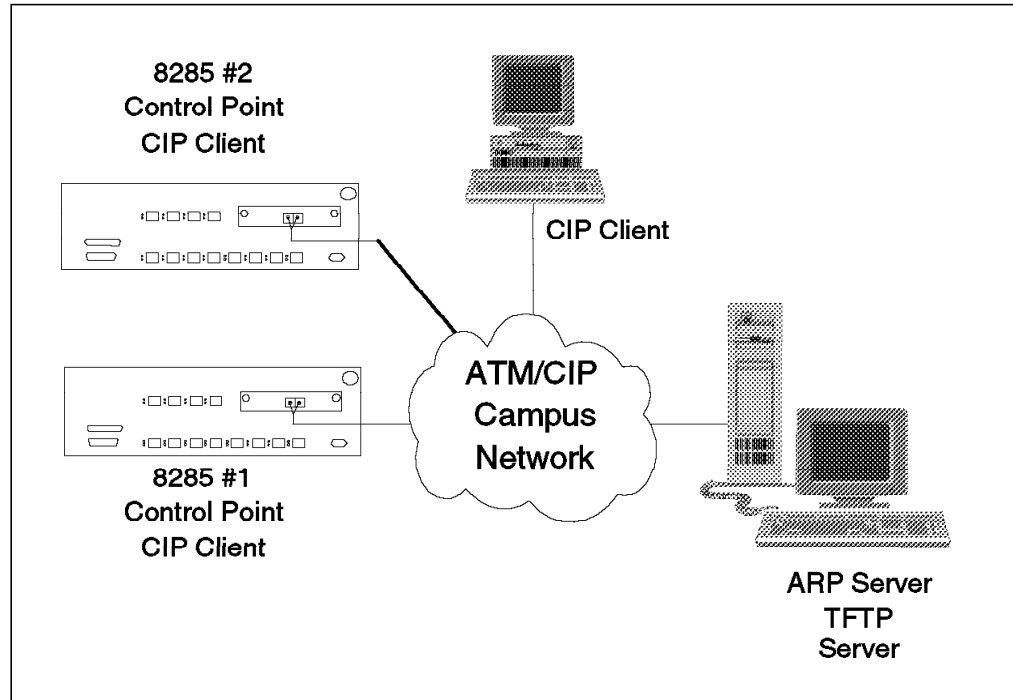 8285 #2
Control Point
CIP Client
CIP Client
ATM/CIP
Campus
Network
8285 #1
Control Point
CIP Client
ARP Server
TFTP
Server